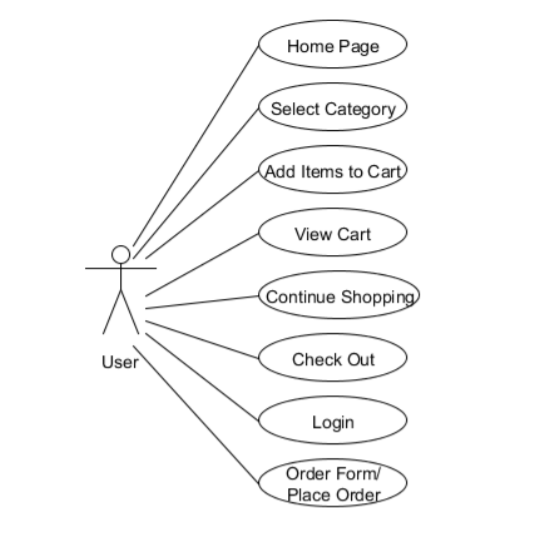 Home Page
Select Category
Add Items to Cart
View Cart
Continue Shopping
Check Out
User
Login
Order Form/
Place Order